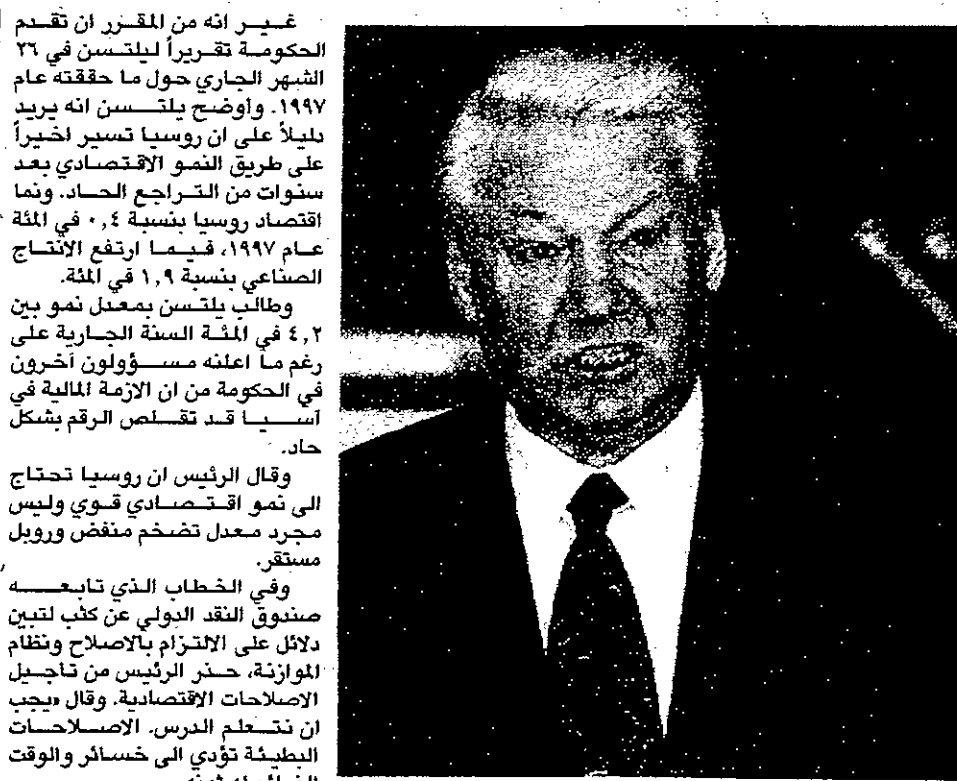 غير انه من المقرر ان تقدم
الحكومة تقريراً ليلتسن في ٢٦
الشهر الجاري حول ما حققته عام
١٩٩٧. واوضح يلتسن انه يريد
دليلاً على ان روسيا تسير اخيراً
على طريق النمو الاقتصادي بعد
سنوات من التراجع الحاد. ونما
اقتصاد روسيا بنسبة ٠,٤ في المئة
عام ١٩٩٧، فيما ارتفع الانتاج
الصناعي بنسبة ١,٩ في المئة.
وطالب يلتسن بمعدل نمو بين
٤,٢ في المئة السنة الجارية على
رغم ما اعلنه مسؤولون آخرون
في الحكومة من ان الازمة المالية في
آسيا قد تقلص الرقم بشكل
حاد.
وقال الرئيس ان روسيا تحتاج
الى نمو اقتصادي قوي وليس
مجرد معدل تضخم منفض وروبل
مستقر.
وفي الخطاب الذي تابعه
صندوق النقد الدولي عن كثب لتبين
دلائل على الالتزام بالاصلاح ونظام
الموازنة، حذر الرئيس من تأجيل
الاصلاحات الاقتصادية. وقال «يجب
ان نتعلم الدرس. الاصلاحات
البطيئة تؤدي الى خسائر والوقت